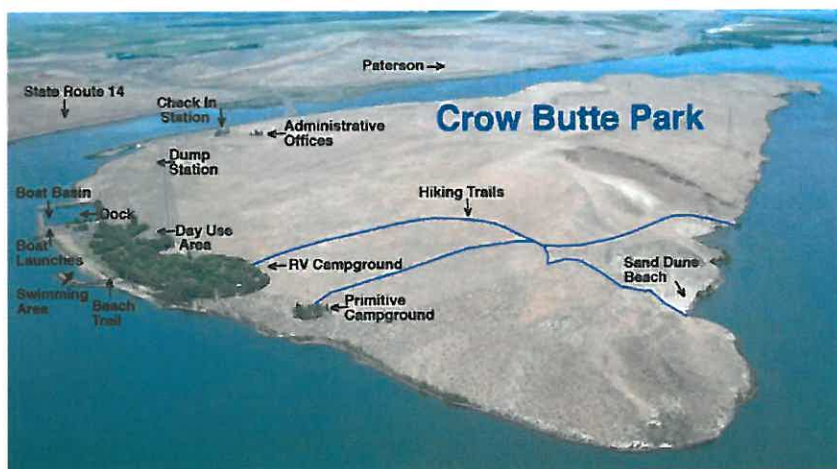 Paterson
State Route 14
Check In
Station
Administrative
Offices
Crow Butte Park
Dump
Station
Boat Basin
Dock
Hiking Trails
Day Use
Area
Boat
Launches
RV Campground
Sand Dune
Beach
Swimming
Area
Beach
Trail
Primitive
Campground